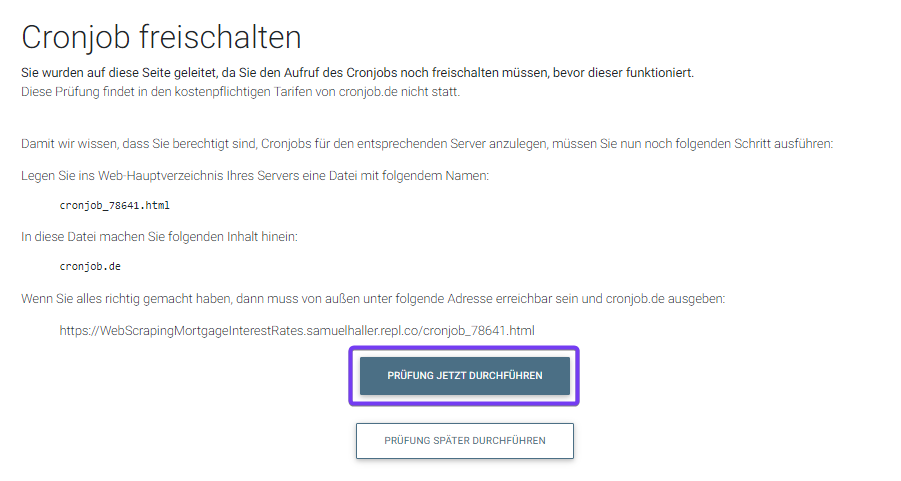 Cronjob freischalten
Sie wurden auf diese Seite geleitet, da Sie den Aufruf des Cronjobs noch freischalten müssen, bevor dieser funktioniert.
Diese Prüfung findet in den kostenpflichtigen Tarifen von cronjob.de nicht statt.
Damit wir wissen, dass Sie berechtigt sind, Cronjobs für den entsprechenden Server anzulegen, müssen Sie nun noch folgenden Schritt ausführen:
Legen Sie ins Web-Hauptverzeichnis Ihres Servers eine Datei mit folgendem Namen:
cronjob_78641.html
In diese Datei machen Sie folgenden Inhalt hinein:
cronjob.de
Wenn Sie alles richtig gemacht haben, dann muss von außen unter folgende Adresse erreichbar sein und cronjob.de ausgeben:
https://WebScrapingMortgageInterestRates.samuelhaller.repl.co/cronjob_78641.html
PRÜFUNG JETZT DURCHFÜHREN
PRÜFUNG SPÄTER DURCHFÜHREN